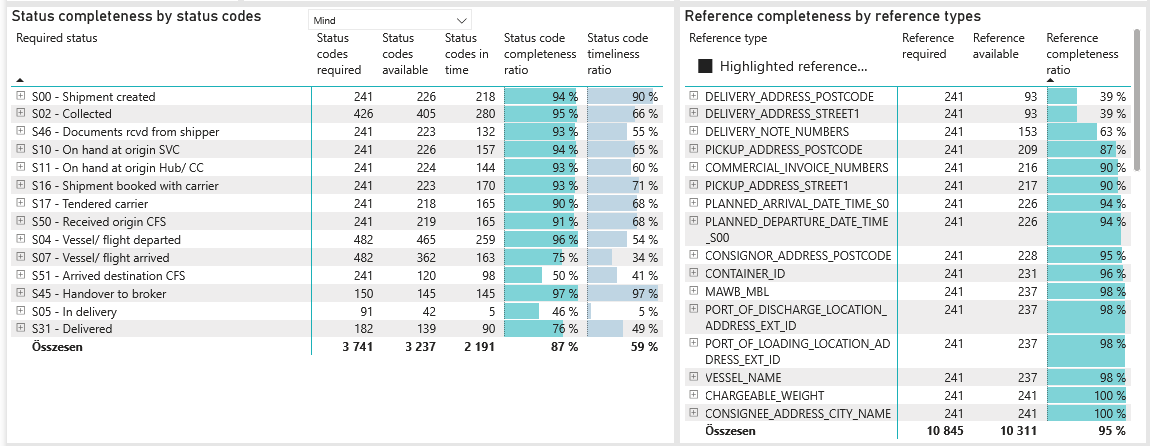 Status completeness by status codes
Mind
Required status Status codes required Status codes available Status codes in time Status code completeness ratio Status code timeliness ratio
S00 - Shipment created 241 226 218 94 % 90 %
S02 - Collected 426 405 280 95 % 66 %
S46 - Documents rcvd from shipper 241 223 132 93 % 55 %
S10 - On hand at origin SVC 241 226 157 94 % 65 %
S11 - On hand at origin Hub/ CC 241 224 144 93 % 60 %
S16 - Shipment booked with carrier 241 223 170 93 % 71 %
S17 - Tendered carrier 241 218 165 90 % 68 %
S50 - Received origin CFS 241 219 165 91 % 68 %
S04 - Vessel/ flight departed 482 465 259 96 % 54 %
S07 - Vessel/ flight arrived 482 362 163 75 % 34 %
S51 - Arrived destination CFS 241 120 98 50 % 41 %
S45 - Handover to broker 150 145 145 97 % 97 %
S05 - In delivery 91 42 5 46 % 5 %
S31 - Delivered 182 139 90 76 % 49 %
Összesen 3 741 3 237 2 191 87 % 59 %
Reference completeness by reference types
Reference type Reference required Reference available Reference completeness ratio
Highlighted reference...
DELIVERY_ADDRESS_POSTCODE 241 93 39 %
DELIVERY_ADDRESS_STREET1 241 93 39 %
DELIVERY_NOTE_NUMBERS 241 153 63 %
PICKUP_ADDRESS_POSTCODE 241 209 87 %
COMMERCIAL_INVOICE_NUMBERS 241 216 90 %
PICKUP_ADDRESS_STREET1 241 217 90 %
PLANNED_ARRIVAL_DATE_TIME_S0 241 226 94 %
PLANNED_DEPARTURE_DATE_TIME 241 226 94 %
_S00
CONSIGNOR_ADDRESS_POSTCODE 241 228 95 %
CONTAINER_ID 241 231 96 %
MAWB_MBL 241 237 98 %
PORT_OF_DISCHARGE_LOCATION_ 241 237 98 %
ADDRESS_EXT_ID
PORT_OF_LOADING_LOCATION_AD 241 237 98 %
DRESS_EXT_ID
VESSEL_NAME 241 237 98 %
CHARGEABLE_WEIGHT 241 241 100 %
CONSIGNEE_ADDRESS_CITY_NAME 241 241 100 %
Összesen 10 845 10 311 95 %